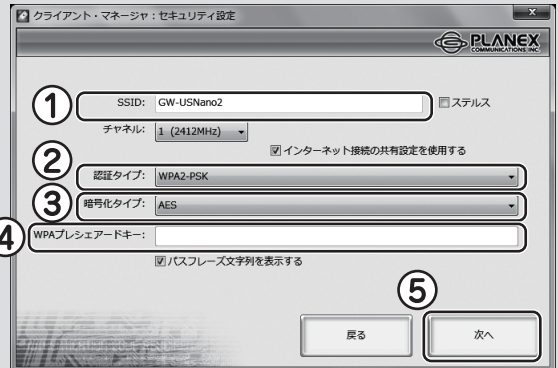 クライアント・マネージャ：セキュリティ設定
x
PLANEX
COMMUNICATIONS INC.
① SSID: GW-USNano2 ステルス
チャネル: 1 (2412MHz)
インターネット接続の共有設定を使用する
② 認証タイプ: WPA2-PSK
③ 暗号化タイプ: AES
④ WPAプレシェアードキー:
パスフレーズ文字列を表示する
⑤
戻る 次へ